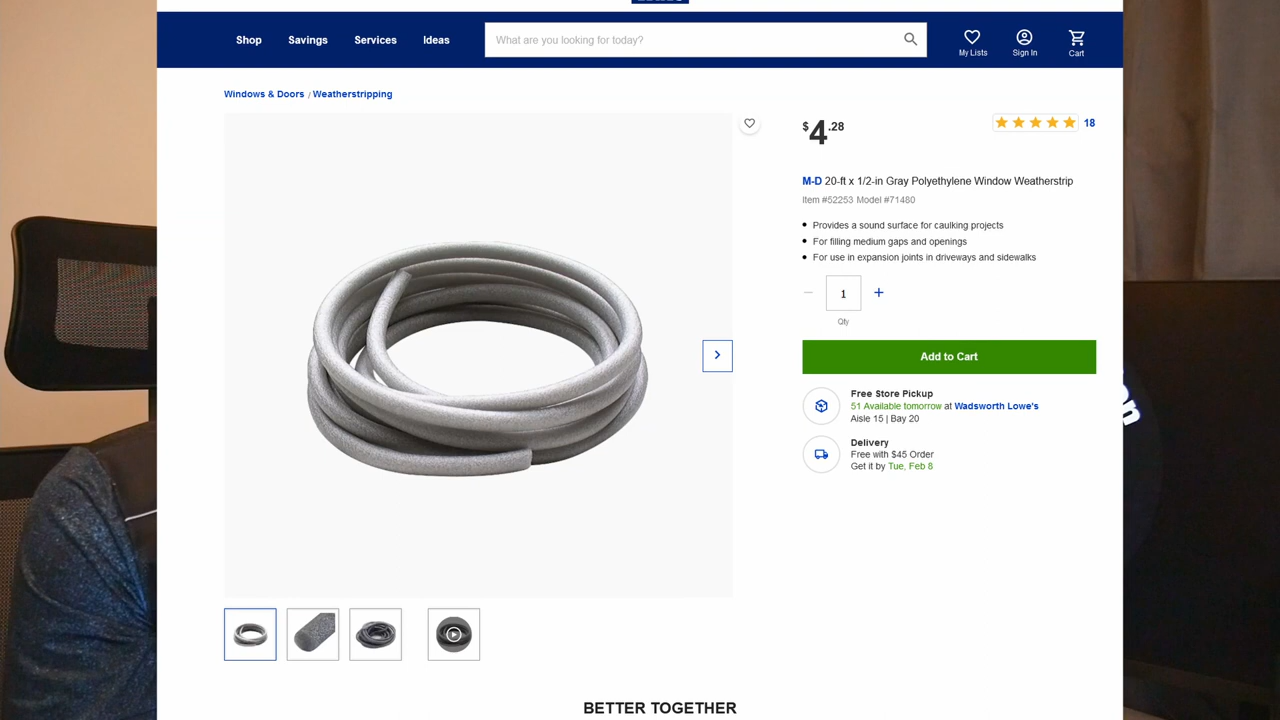 Shop Savings Services Ideas
What are you looking for today?
My Lists Sign In Cart
Windows & Doors / Weatherstripping
$4.28
18
M-D 20-ft x 1/2-in Gray Polyethylene Window Weatherstrip
Item #52253 Model #71480
Provides a sound surface for caulking projects
For filling medium gaps and openings
For use in expansion joints in driveways and sidewalks
1
Qty
Add to Cart
Free Store Pickup
51 Available tomorrow at Wadsworth Lowe's
Aisle 15 | Bay 20
Delivery
Free with $45 Order
Get it by Tue, Feb 8
BETTER TOGETHER